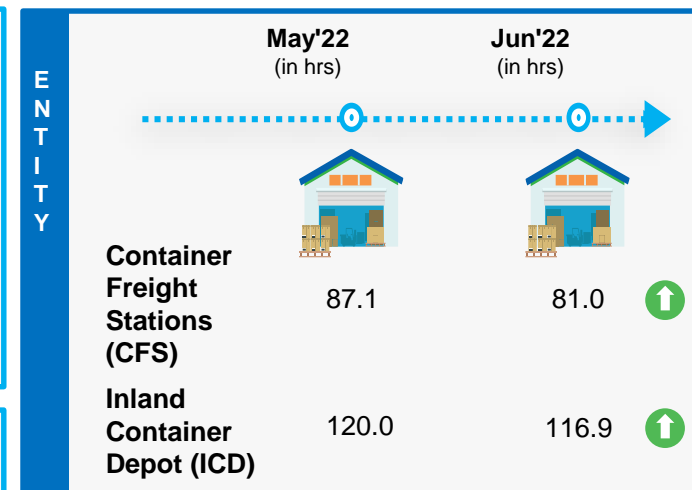 May'22 Jun'22
(in hrs) (in hrs)
ENTITY
Container
Freight
Stations
(CFS)
87.1 81.0
Inland
Container
Depot (ICD)
120.0 116.9